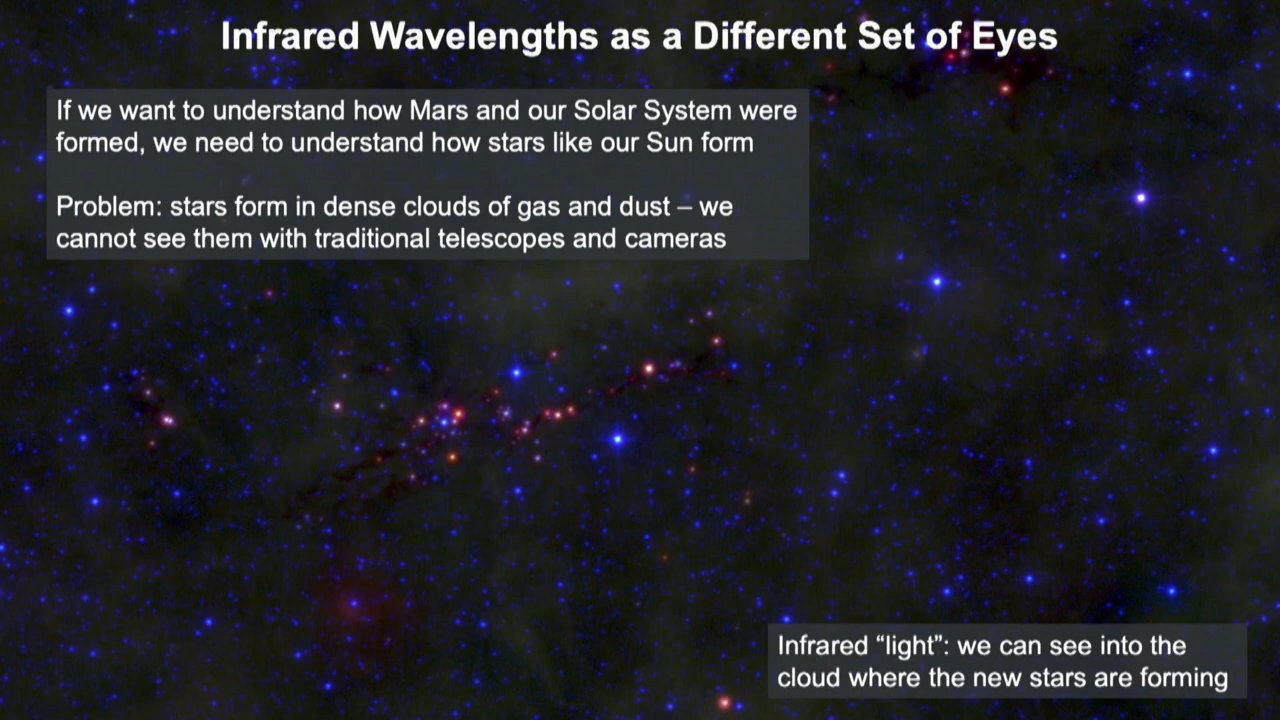 Infrared Wavelengths as a Different Set of Eyes
If we want to understand how Mars and our Solar System were
formed, we need to understand how stars like our Sun form
Problem: stars form in dense clouds of gas and dust – we
cannot see them with traditional telescopes and cameras
Infrared “light”: we can see into the
cloud where the new stars are forming